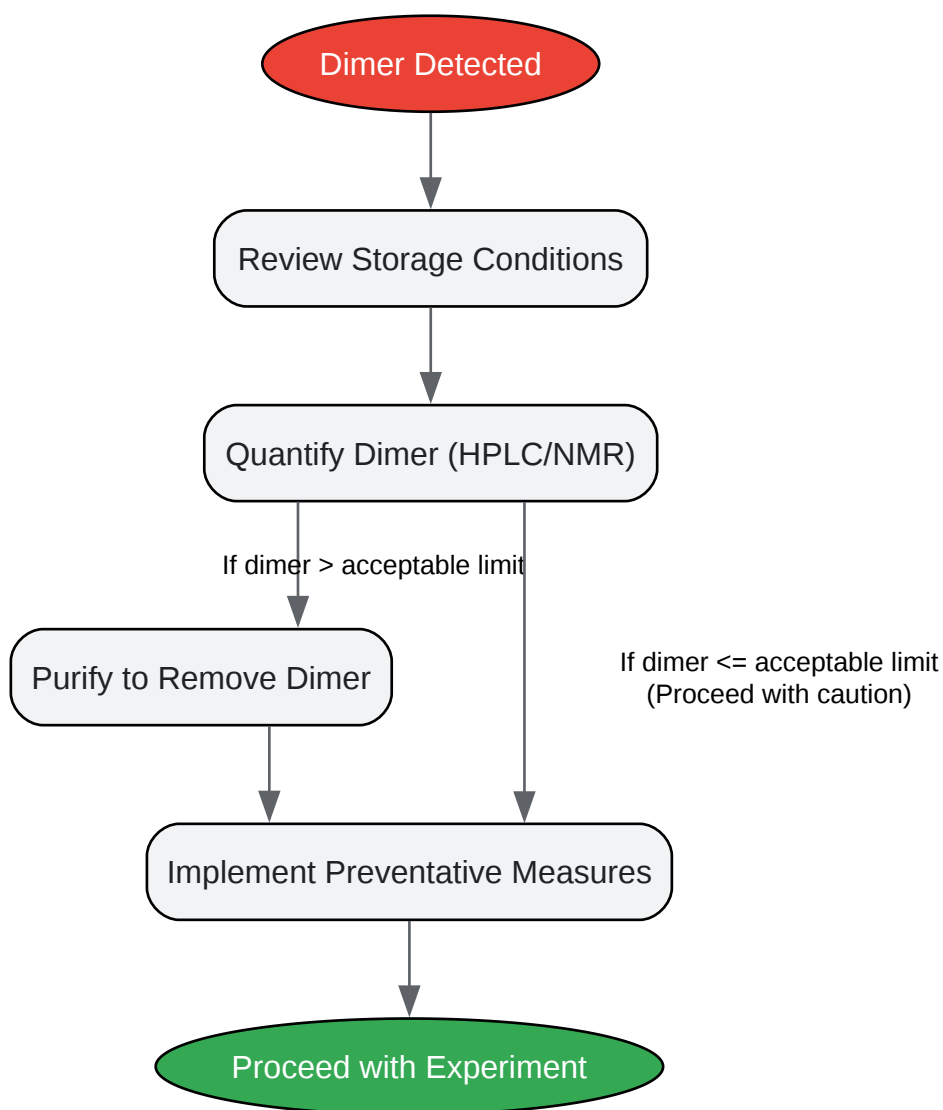 Dimer Detected
Review Storage Conditions
Quantify Dimer (HPLC/NMR)
If dimer > acceptable limit
Purify to Remove Dimer
If dimer <= acceptable limit
(Proceed with caution)
Implement Preventative Measures
Proceed with Experiment